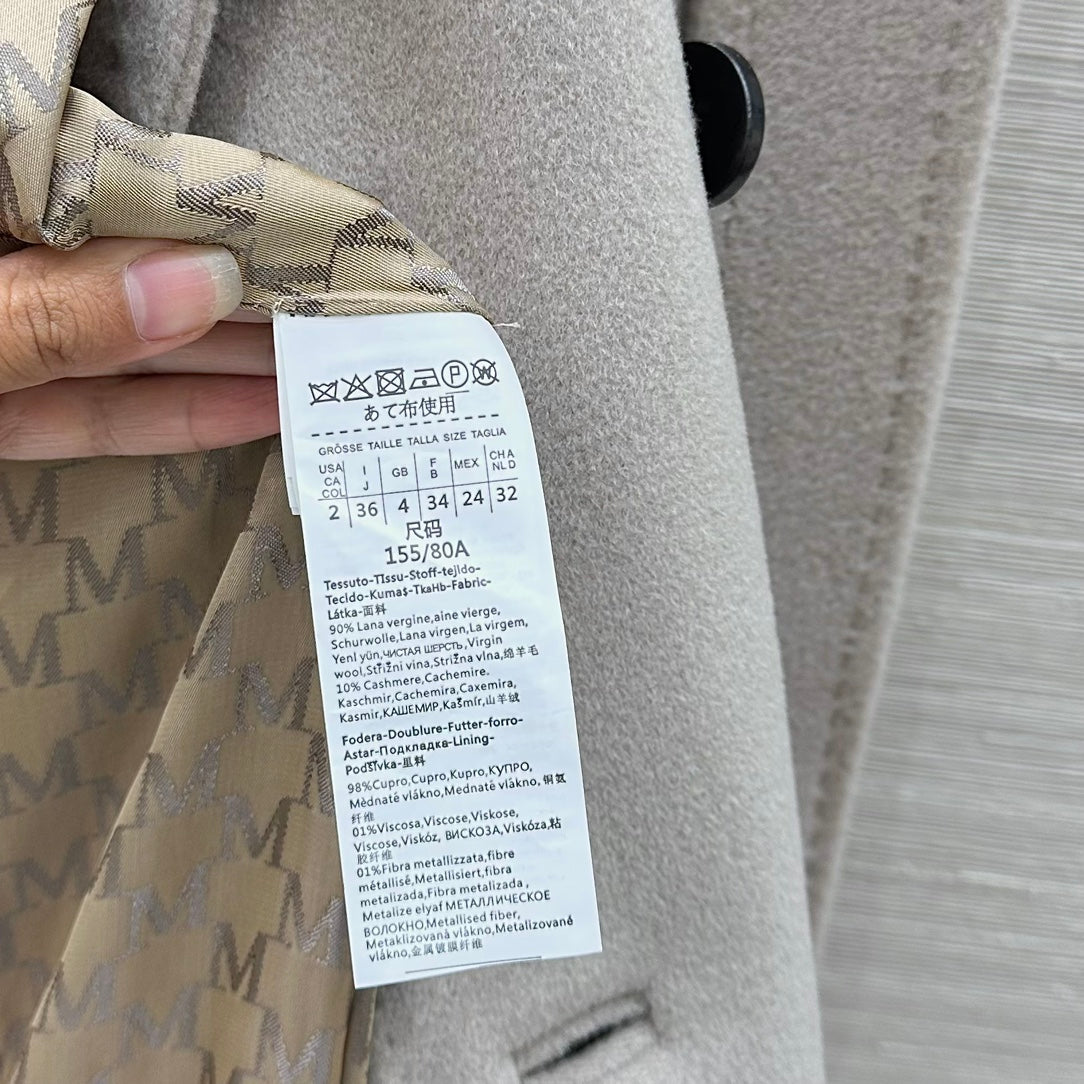 P W
あて布使用
GRÖSSE TAILLE TALLA SIZE TAGLIA
USA CA COL I J GB F B MEX CHA NLD
2 36 4 34 24 32
尺码
155/80A
Tessuto-TIssu-Stoff-tejldo-
Tecldo-Kumaş-TkaHb-Fabric-
Látka-面料
90% Lana vergine,aine vierge,
Schurwolle,Lana virgen,La virgem,
Yenl yün,ЧИСТАЯ ШЕРСТЬ,Virgin
wool,Střižni vina,Strižna vlna,绵羊毛
10% Cashmere,Cachemire.
Kaschmir,Cachemira,Caxemira,
Kasmir,КАШЕМИР,Kašmír,山羊绒
Fodera-Doublure-Futter-forro-
Astar-Подкладка-Lining-
Podšívka-里料
98%Cupro,Cupro,Kupro,КУПРО,
Mèdnaté vlákno,Mednaté vlákno,铜氨
纤维
01%Viscosa,Viscose,Viskose,
Viscose,Viskóz, ВИСКОЗА,Viskóza,粘
胶纤维
01%Fibra metallizzata,fibre
métallisé,Metallisiert,fibra
metalizada,Fibra metalizada,
Metalize elyaf МЕТАЛЛИЧЕСКОЕ
ВОЛОКНО,Metallised fiber,
Metaklizovaná vlákno,Metalizované
vlákno,金属镀膜纤维